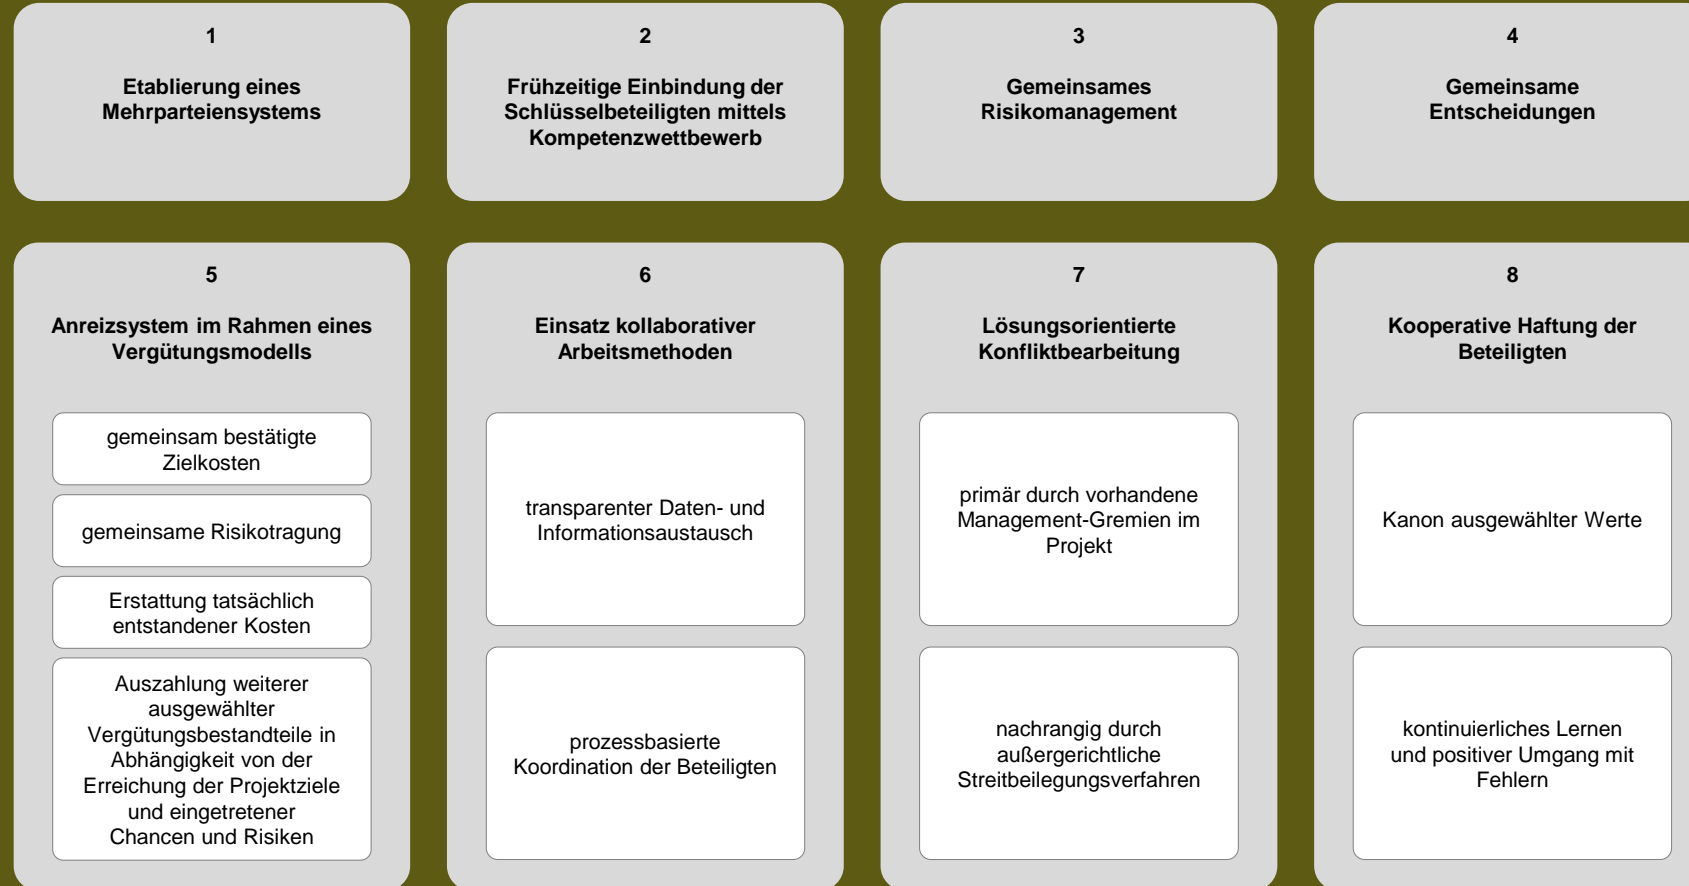 1
Etablierung eines
Mehrparteiensystems
2
Frühzeitige Einbindung der
Schlüsselbeteiligten mittels
Kompetenzwettbewerb
3
Gemeinsames
Risikomanagement
4
Gemeinsame
Entscheidungen
5
Anreizsystem im Rahmen eines
Vergütungsmodells
gemeinsam bestätigte
Zielkosten
gemeinsame Risikotragung
Erstattung tatsächlich
entstandener Kosten
Auszahlung weiterer
ausgewählter
Vergütungsbestandteile in
Abhängigkeit von der
Erreichung der Projektziele
und eingetretener
Chancen und Risiken
6
Einsatz kollaborativer
Arbeitsmethoden
transparenter Daten- und
Informationsaustausch
prozessbasierte
Koordination der Beteiligten
7
Lösungsorientierte
Konfliktbearbeitung
primär durch vorhandene
Management-Gremien im
Projekt
nachrangig durch
außergerichtliche
Streitbeilegungsverfahren
8
Kooperative Haftung der
Beteiligten
Kanon ausgewählter Werte
kontinuierliches Lernen
und positiver Umgang mit
Fehlern